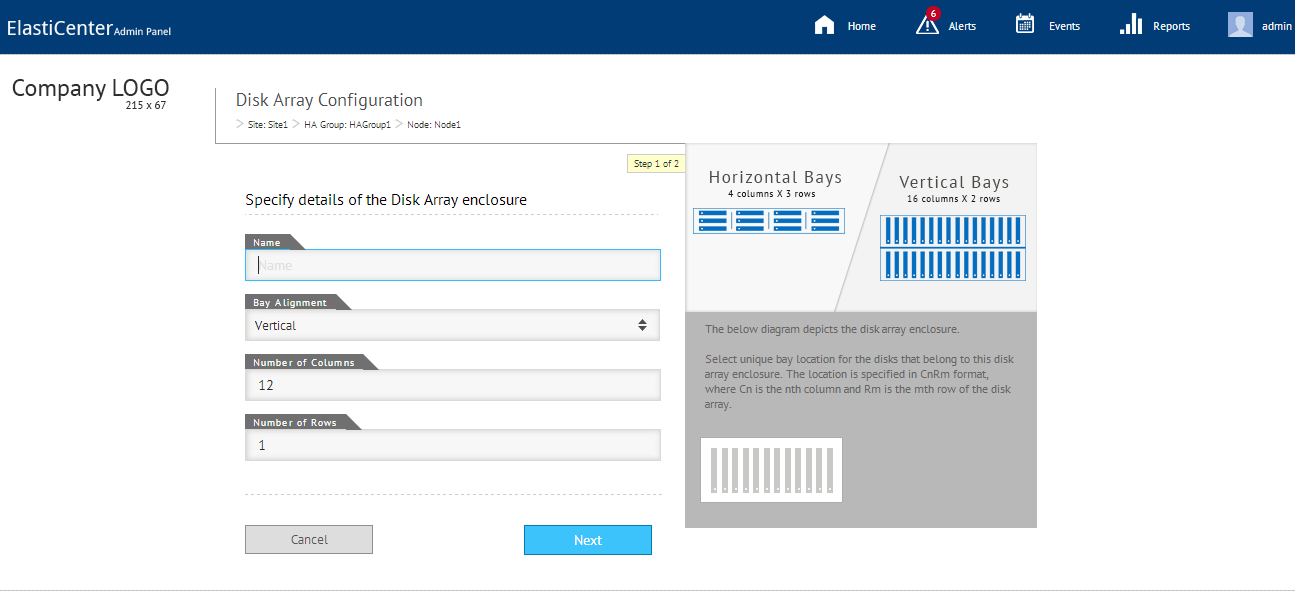 ElastiCenter Admin Panel
Home
6
Alerts
Events
Reports
admin
Company LOGO
215 x 67
Disk Array Configuration
> Site: Site1 > HA Group: HAGroup1 > Node: Node1
Step 1 of 2
Specify details of the Disk Array enclosure
Name
Name
Bay Alignment
Vertical
Number of Columns
12
Number of Rows
1
Cancel
Next
Horizontal Bays
4 columns X 3 rows
Vertical Bays
16 columns X 2 rows
The below diagram depicts the disk array enclosure.
Select unique bay location for the disks that belong to this disk
array enclosure. The location is specified in CnRm format,
where Cn is the nth column and Rm is the mth row of the disk
array.